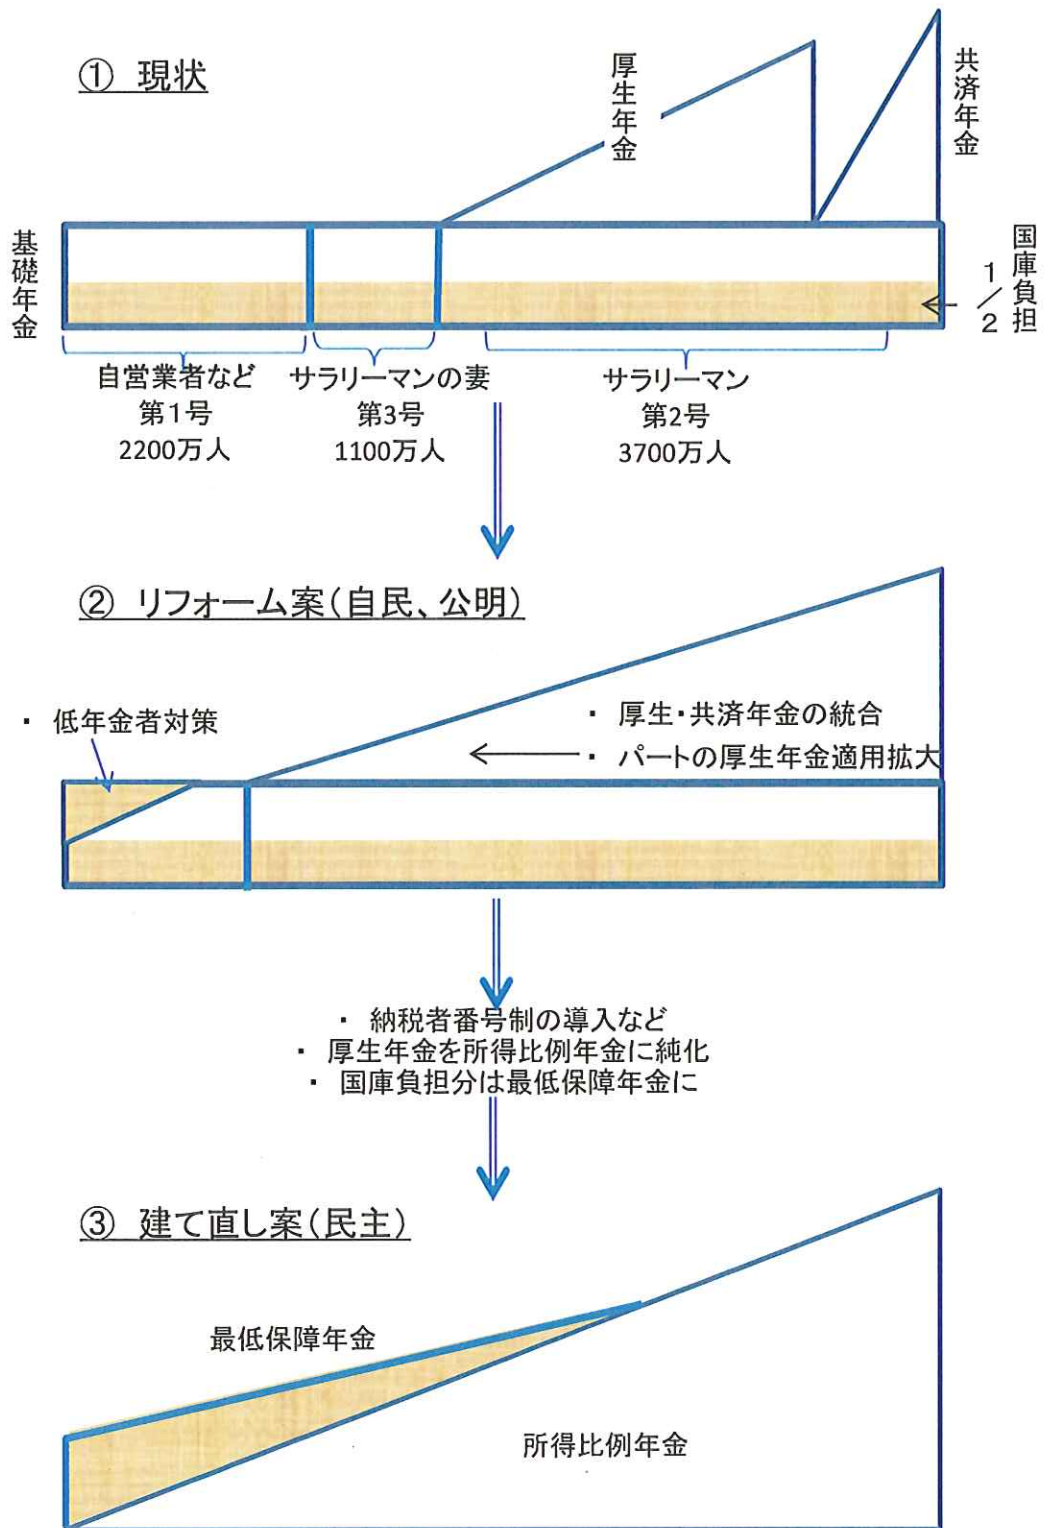 ① 現状
厚生年金
共済年金
基礎年金
国庫負担
1/2
自営業者など
第1号
2200万人
サラリーマンの妻
第3号
1100万人
サラリーマン
第2号
3700万人
② リフォーム案(自民、公明)
・ 低年金者対策
・ 厚生・共済年金の統合
・ パートの厚生年金適用拡大
・ 納税者番号制の導入など
・ 厚生年金を所得比例年金に純化
・ 国庫負担分は最低保障年金に
③ 建て直し案(民主)
最低保障年金
所得比例年金